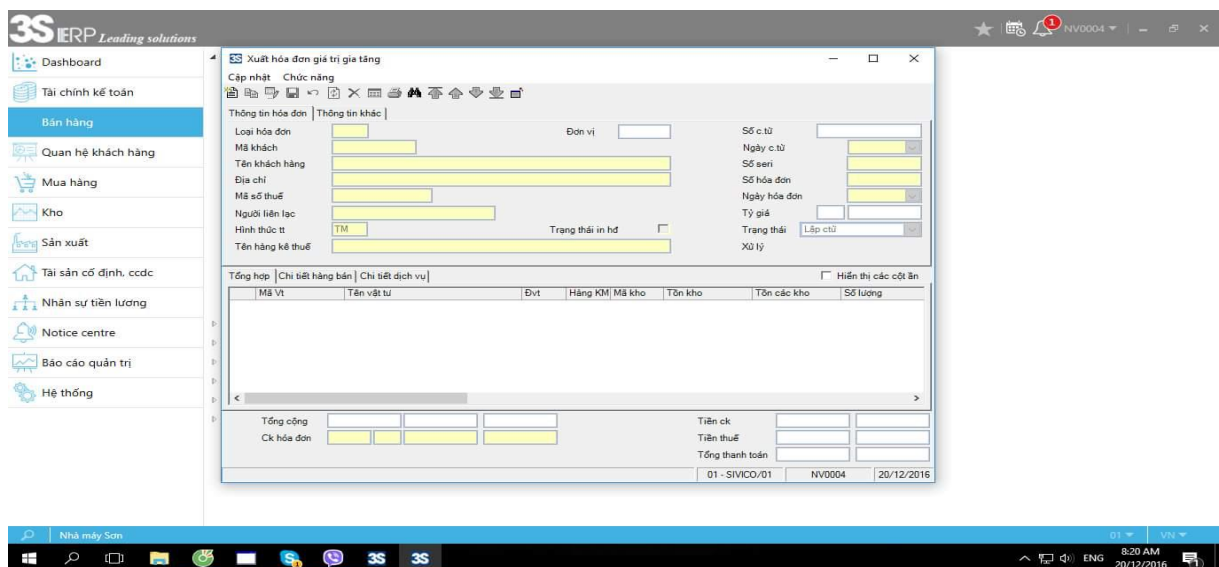 3S iERP Leading solutions
1 NV0004
Dashboard
Tài chính kế toán
Bán hàng
Quan hệ khách hàng
Mua hàng
Kho
Sản xuất
Tài sản cố định, ccdc
Nhân sự tiền lương
Notice centre
Báo cáo quản trị
Hệ thống
3S Xuất hóa đơn giá trị gia tăng
Cập nhật Chức năng
Thông tin hóa đơn Thông tin khác
Loại hóa đơn Đơn vị Số c.từ
Mã khách Ngày c.từ
Tên khách hàng Số seri
Địa chỉ Số hóa đơn
Mã số thuế Ngày hóa đơn
Người liên lạc Tỷ giá
Hình thức tt TM Trạng thái in hđ Trạng thái Lập ctừ
Tên hàng kê thuế Xử lý
Tổng hợp Chi tiết hàng bán Chi tiết dịch vụ Hiển thị các cột ẩn
Mã Vt Tên vật tư Đvt Hàng KM Mã kho Tồn kho Tồn các kho Số lượng
Tổng cộng Tiền ck
Ck hóa đơn Tiền thuế
Tổng thanh toán
01 - SIVICO/01 NV0004 20/12/2016
Nhà máy Sơn 01 VN
3S 3S ENG 8:20 AM
20/12/2016